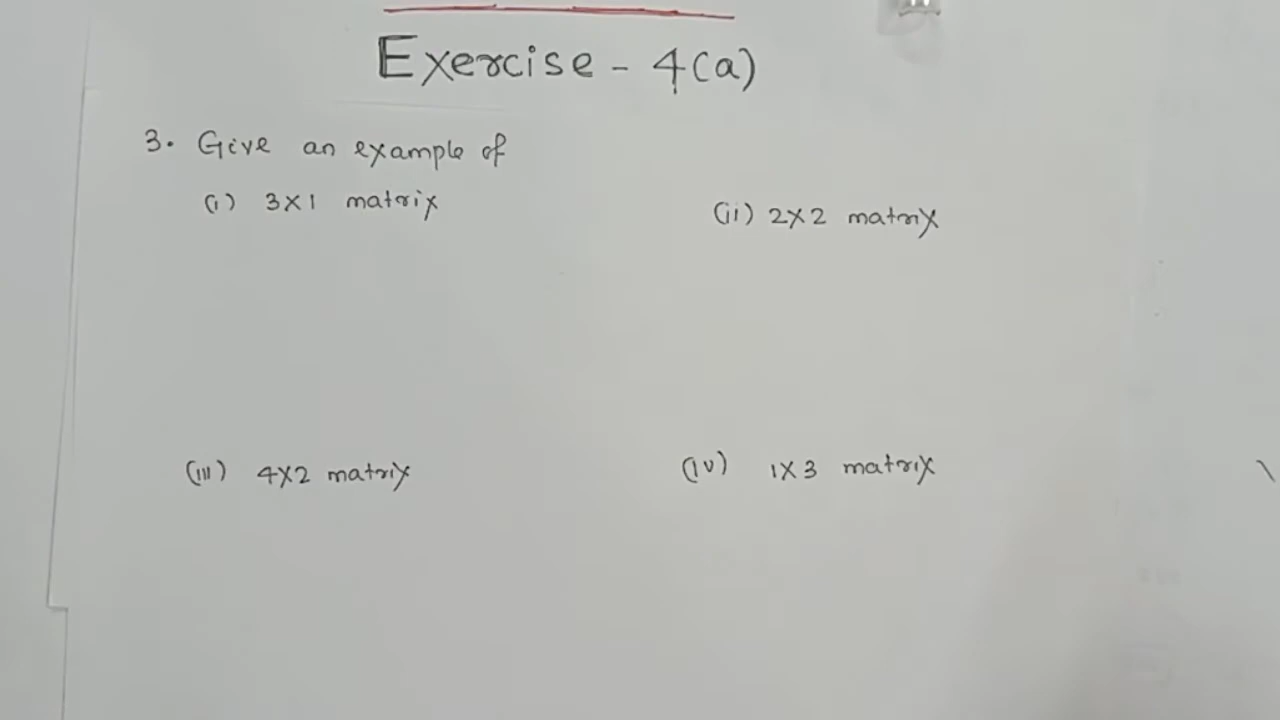 Exercise - 4(a)
3. Give an example of
(i) 3X1 matrix
(ii) 2X2 matrix
(iii) 4X2 matrix
(iv) 1X3 matrix